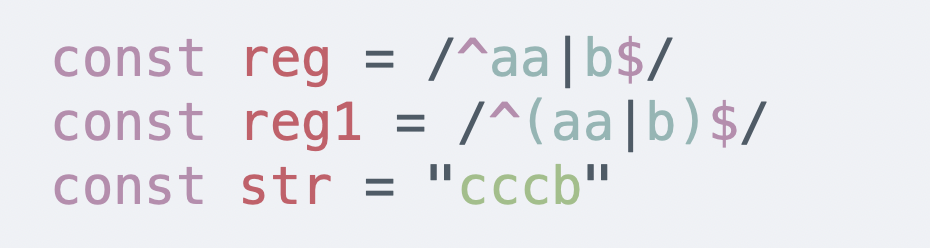 const reg = /^aa|b$/
const reg1 = /^(aa|b)$/
const str = "cccb"